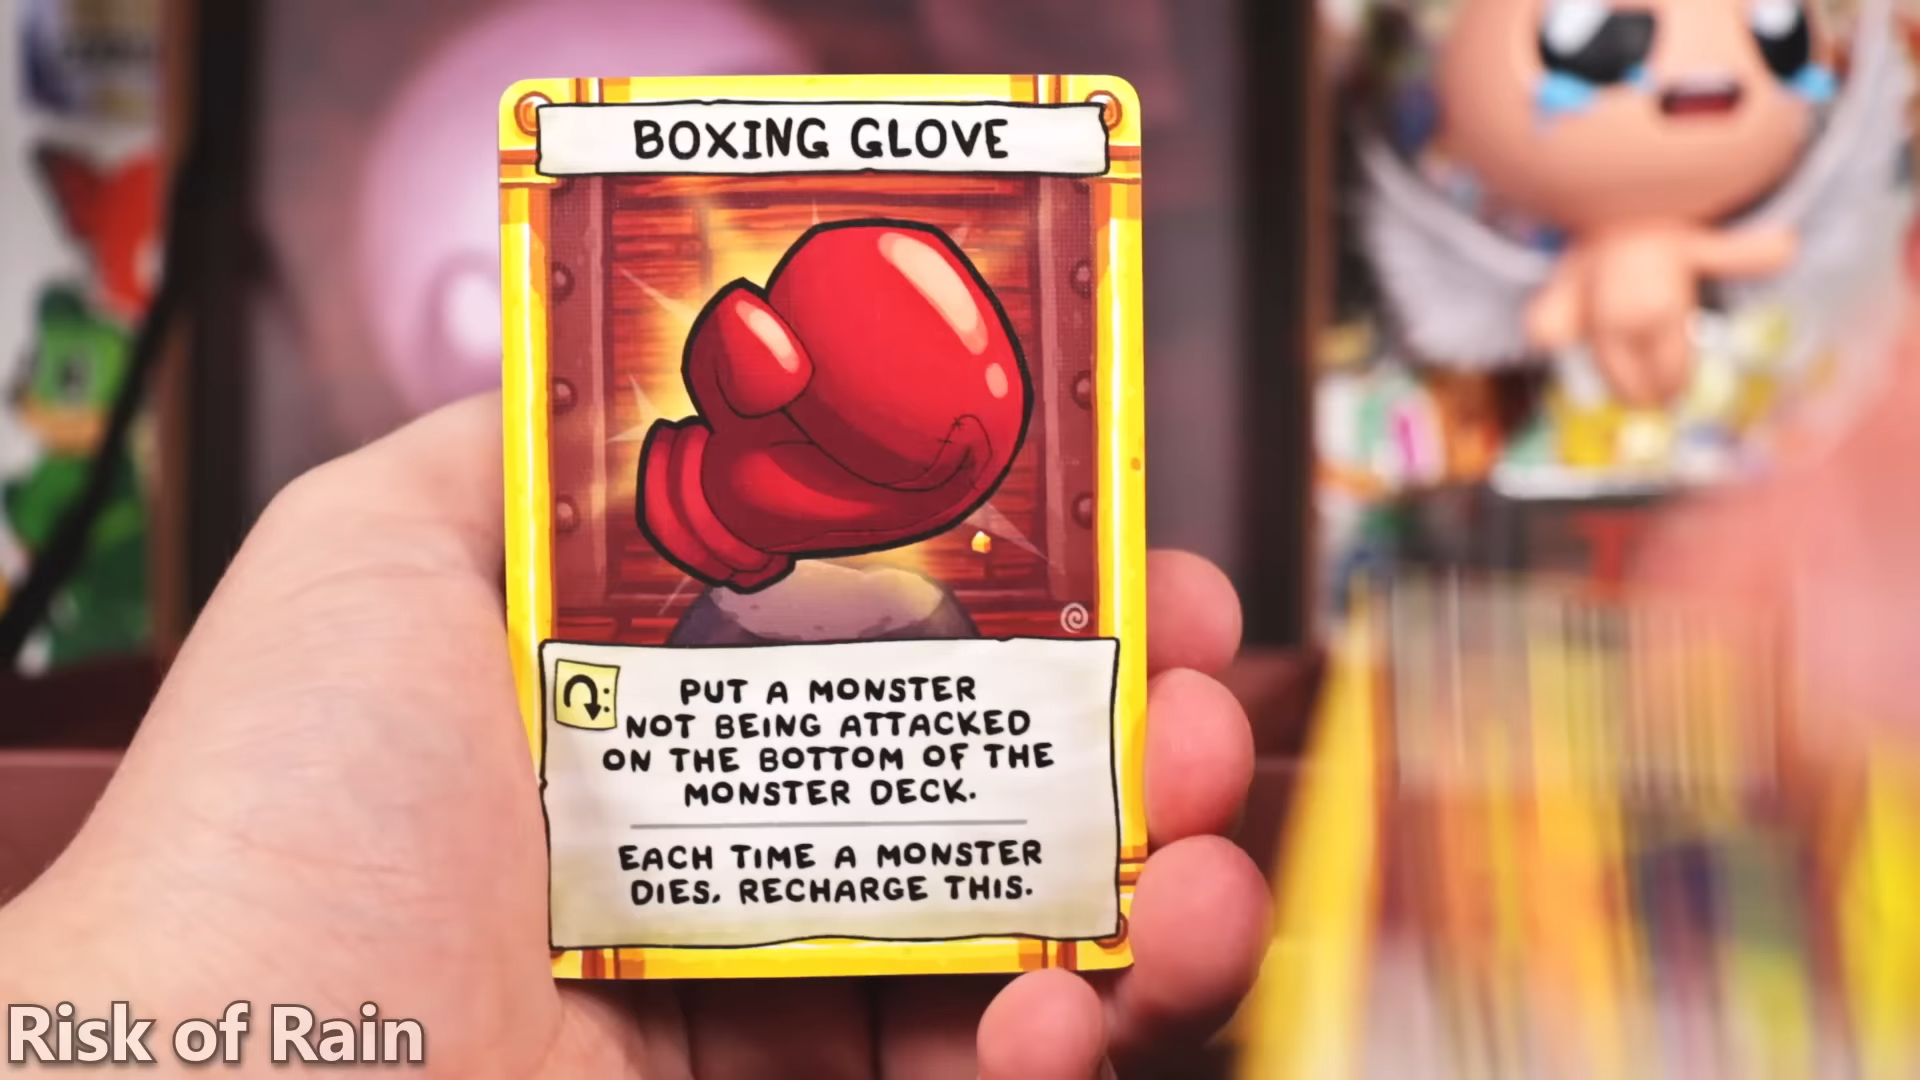 BOXING GLOVE
PUT A MONSTER
NOT BEING ATTACKED
ON THE BOTTOM OF THE
MONSTER DECK.
EACH TIME A MONSTER
DIES, RECHARGE THIS.
Risk of Rain